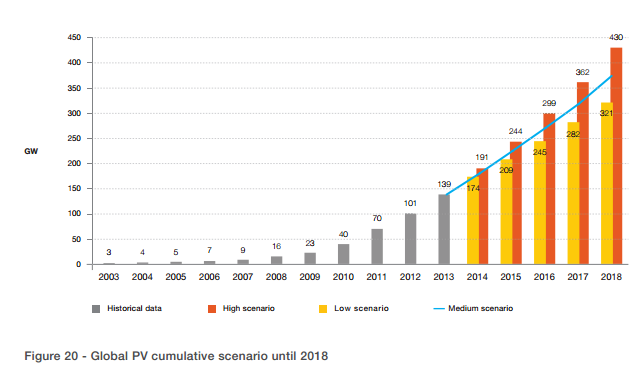 450
400
350
300
250
200
150
100
50
0
GW
3 4 5 7 9 16 23 40 70 101 139 174 191 209 244 245 299 282 362 321 430
2003 2004 2005 2006 2007 2008 2009 2010 2011 2012 2013 2014 2015 2016 2017 2018
Historical data High scenario Low scenario Medium scenario
Figure 20 - Global PV cumulative scenario until 2018